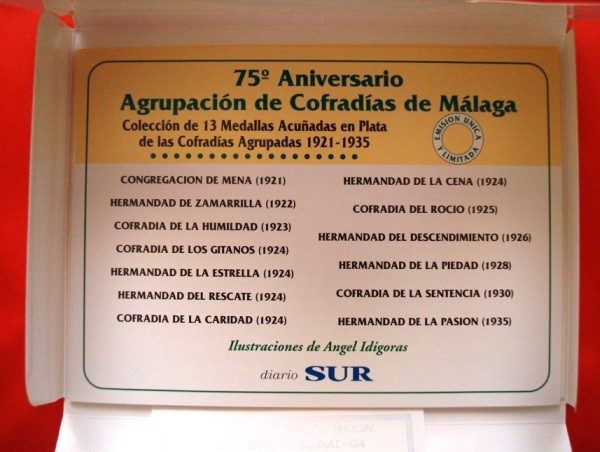 75º Aniversario
Agrupación de Cofradías de Málaga
Colección de 13 Medallas Acuñadas en Plata
de las Cofradías Agrupadas 1921-1935
EMISION UNICA
Y LIMITADA
CONGREGACION DE MENA (1921)
HERMANDAD DE ZAMARRILLA (1922)
COFRADIA DE LA HUMILDAD (1923)
COFRADIA DE LOS GITANOS (1924)
HERMANDAD DE LA ESTRELLA (1924)
HERMANDAD DEL RESCATE (1924)
COFRADIA DE LA CARIDAD (1924)
HERMANDAD DE LA CENA (1924)
COFRADIA DEL ROCIO (1925)
HERMANDAD DEL DESCENDIMIENTO (1926)
HERMANDAD DE LA PIEDAD (1928)
COFRADIA DE LA SENTENCIA (1930)
HERMANDAD DE LA PASION (1935)
Ilustraciones de Angel Idígoras
diario SUR